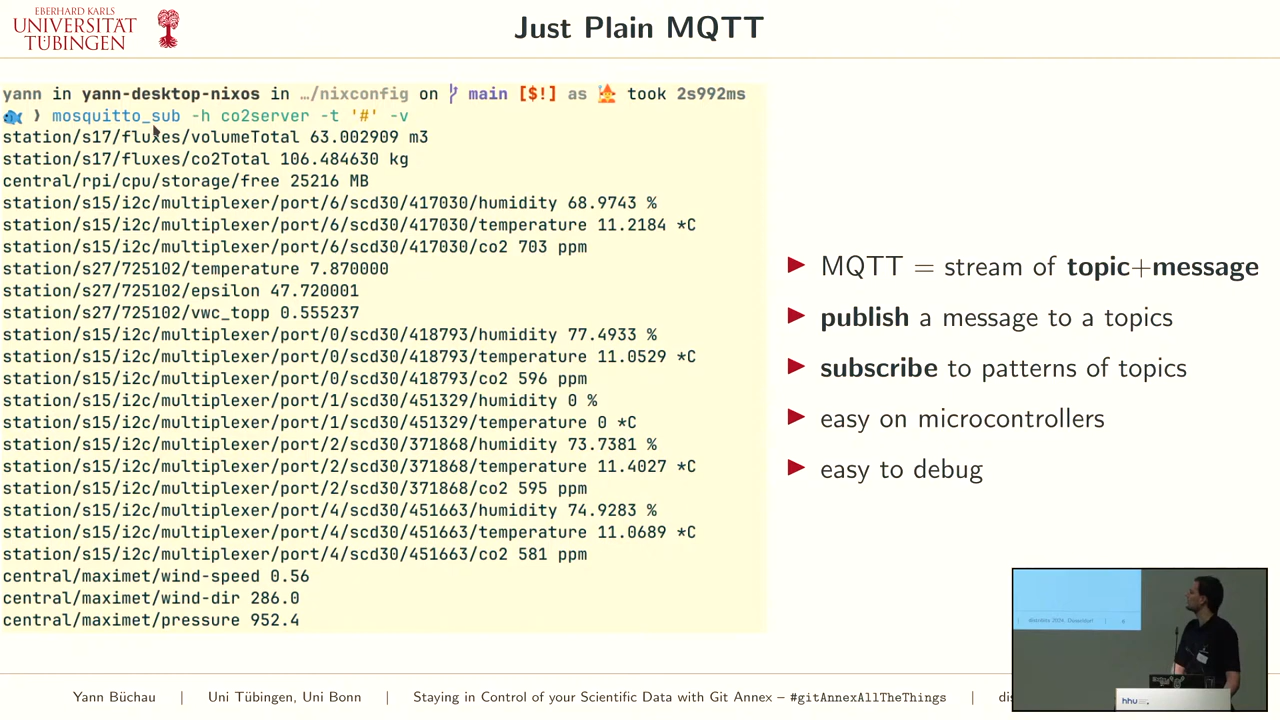 EBERHARD KARLS
UNIVERSITÄT
TÜBINGEN
Just Plain MQTT
yann in yann-desktop-nixos in …/nixconfig on main [$!] as took 2s992ms
❯ mosquitto_sub -h co2server -t '#' -v
station/s17/fluxes/volumeTotal 63.002909 m3
station/s17/fluxes/co2Total 106.484630 kg
central/rpi/cpu/storage/free 25216 MB
station/s15/i2c/multiplexer/port/6/scd30/417030/humidity 68.9743 %
station/s15/i2c/multiplexer/port/6/scd30/417030/temperature 11.2184 *C
station/s15/i2c/multiplexer/port/6/scd30/417030/co2 703 ppm
station/s27/725102/temperature 7.870000
station/s27/725102/epsilon 47.720001
station/s27/725102/vwc_topp 0.555237
station/s15/i2c/multiplexer/port/0/scd30/418793/humidity 77.4933 %
station/s15/i2c/multiplexer/port/0/scd30/418793/temperature 11.0529 *C
station/s15/i2c/multiplexer/port/0/scd30/418793/co2 596 ppm
station/s15/i2c/multiplexer/port/1/scd30/451329/humidity 0 %
station/s15/i2c/multiplexer/port/1/scd30/451329/temperature 0 *C
station/s15/i2c/multiplexer/port/2/scd30/371868/humidity 73.7381 %
station/s15/i2c/multiplexer/port/2/scd30/371868/temperature 11.4027 *C
station/s15/i2c/multiplexer/port/2/scd30/371868/co2 595 ppm
station/s15/i2c/multiplexer/port/4/scd30/451663/humidity 74.9283 %
station/s15/i2c/multiplexer/port/4/scd30/451663/temperature 11.0689 *C
station/s15/i2c/multiplexer/port/4/scd30/451663/co2 581 ppm
central/maximet/wind-speed 0.56
central/maximet/wind-dir 286.0
central/maximet/pressure 952.4
MQTT = stream of topic+message
publish a message to a topics
subscribe to patterns of topics
easy on microcontrollers
easy to debug
hhu
Yann Büchau | Uni Tübingen, Uni Bonn | Staying in Control of your Scientific Data with Git Annex – #gitAnnexAllTheThings | dis